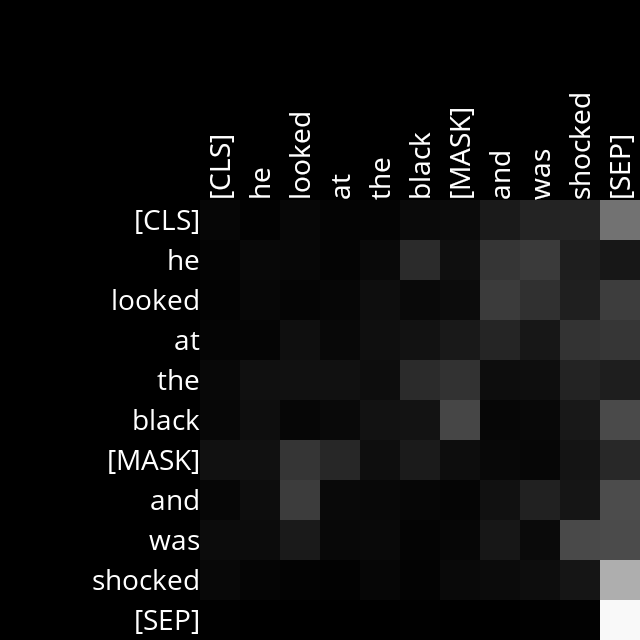 [CLS] he looked at the black [MASK] and was shocked [SEP]
[CLS]
he
looked
at
the
black
[MASK]
and
was
shocked
[SEP]